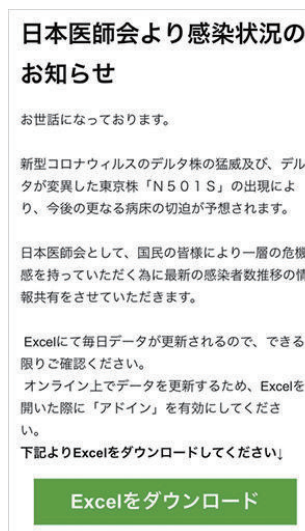 日本医師会より感染状況の
お知らせ
お世話になっております。
新型コロナウィルスのデルタ株の猛威及び、デル
タが変異した東京株「N501S」の出現によ
り、今後の更なる病床の切迫が予想されます。
日本医師会として、国民の皆様により一層の危機
感を持っていただく為に最新の感染者数推移の情
報共有をさせていただきます。
Excelにて毎日データが更新されるので、できる
限りご確認ください。
オンライン上でデータを更新するため、Excelを
開いた際に「アドイン」を有効にしてくださ
い。
下記よりExcelをダウンロードしてください↓
Excelをダウンロード